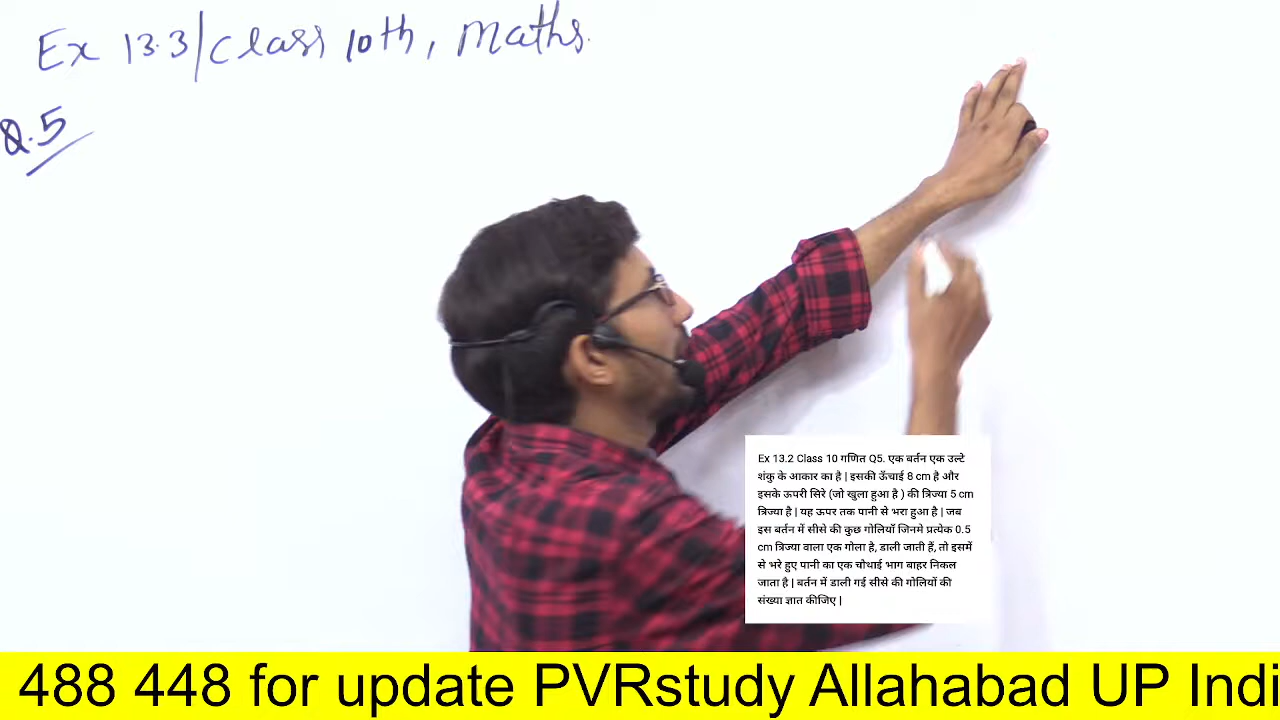 Ex 13.3/Class 10th, Maths.
Q.5
Ex 13.2 Class 10 गणित Q5. एक बर्तन एक उल्टे
शंकु के आकार का है | इसकी ऊँचाई 8 cm है और
इसके ऊपरी सिरे (जो खुला हुआ है ) की त्रिज्या 5 cm
त्रिज्या है | यह ऊपर तक पानी से भरा हुआ है | जब
इस बर्तन में सीसे की कुछ गोलियाँ जिनमे प्रत्येक 0.5
cm त्रिज्या वाला एक गोला है, डाली जाती हैं, तो इसमें
से भरे हुए पानी का एक चौथाई भाग बाहर निकल
जाता है | बर्तन में डाली गई सीसे की गोलियों की
संख्या ज्ञात कीजिए |
488 448 for update PVRstudy Allahabad UP Indi